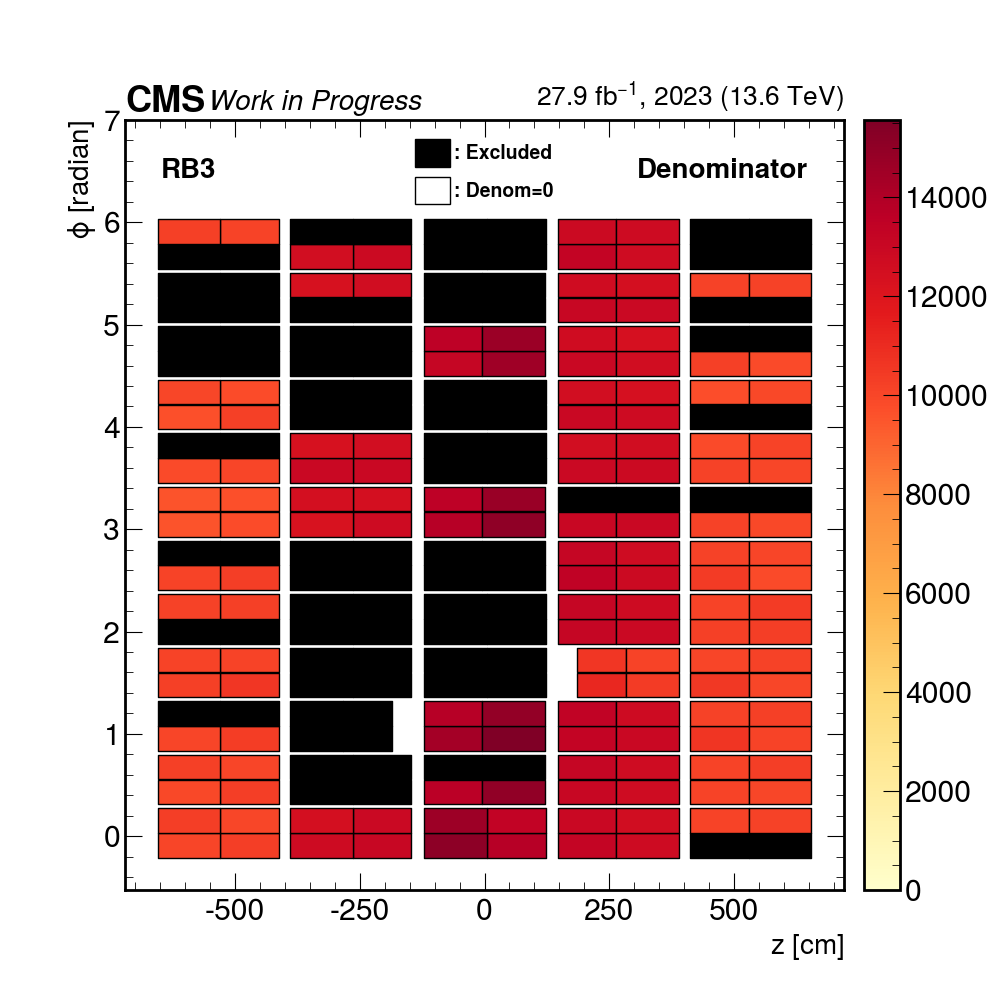 CMS Work in Progress 27.9 fb⁻¹, 2023 (13.6 TeV)
RB3
: Excluded
: Denom=0
Denominator
ϕ [radian]
7
6
5
4
3
2
1
0
-500 -250 0 250 500
z [cm]
14000
12000
10000
8000
6000
4000
2000
0